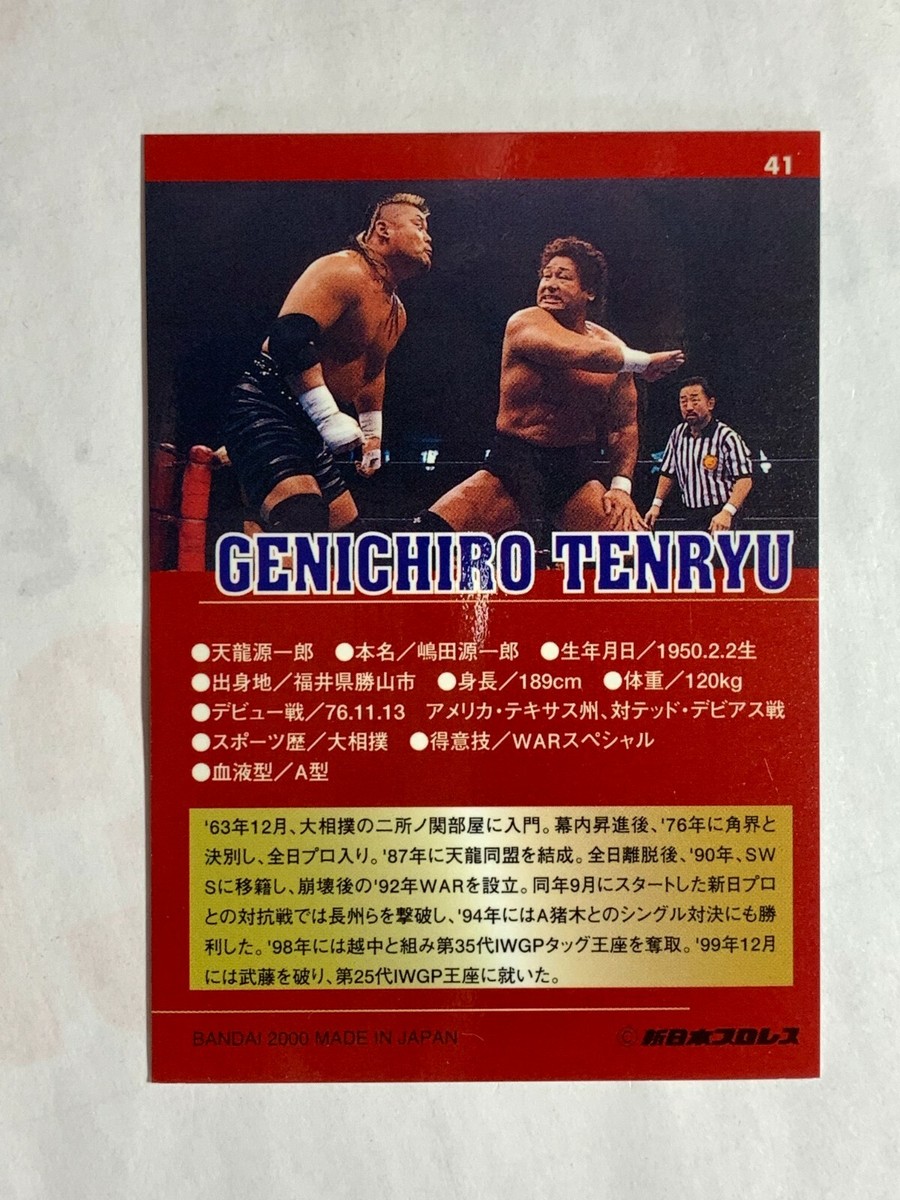 41
GENICHIRO TENRYU
●天龍源一郎 ●本名／嶋田源一郎 ●生年月日／1950.2.2生
●出身地／福井県勝山市 ●身長／189cm ●体重／120kg
●デビュー戦／76.11.13 アメリカ・テキサス州、対テッド・デビアス戦
●スポーツ歴／大相撲 ●得意技／WARスペシャル
●血液型／A型
'63年12月、大相撲の二所ノ関部屋に入門。幕内昇進後、'76年に角界と
決別し、全日プロ入り。'87年に天龍同盟を結成。全日離脱後、'90年、SW
Sに移籍し、崩壊後の'92年WARを設立。同年9月にスタートした新日プロ
との対抗戦では長州らを撃破し、'94年にはA猪木とのシングル対決にも勝
利した。'98年には越中と組み第35代IWGPタッグ王座を奪取。'99年12月
には武藤を破り、第25代IWGP王座に就いた。
BANDAI 2000 MADE IN JAPAN ©新日本プロレス